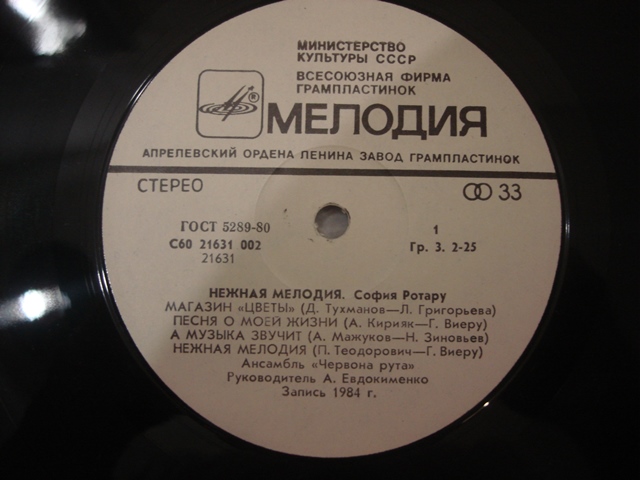 МИНИСТЕРСТВО
КУЛЬТУРЫ СССР
ВСЕСОЮЗНАЯ ФИРМА
ГРАМПЛАСТИНОК
®
МЕЛОДИЯ
АПРЕЛЕВСКИЙ ОРДЕНА ЛЕНИНА ЗАВОД ГРАМПЛАСТИНОК
СТЕРЕО 33
ГОСТ 5289-80 1
С60 21631 002 Гр. 3. 2-25
21631
НЕЖНАЯ МЕЛОДИЯ. София Ротару
МАГАЗИН «ЦВЕТЫ» (Д. Тухманов—Л. Григорьева)
ПЕСНЯ О МОЕЙ ЖИЗНИ (А. Кирияк—Г. Виеру)
А МУЗЫКА ЗВУЧИТ (А. Мажуков—Н. Зиновьев)
НЕЖНАЯ МЕЛОДИЯ (П. Теодорович—Г. Виеру)
Ансамбль «Червона рута»
Руководитель А. Евдокименко
Запись 1984 г.